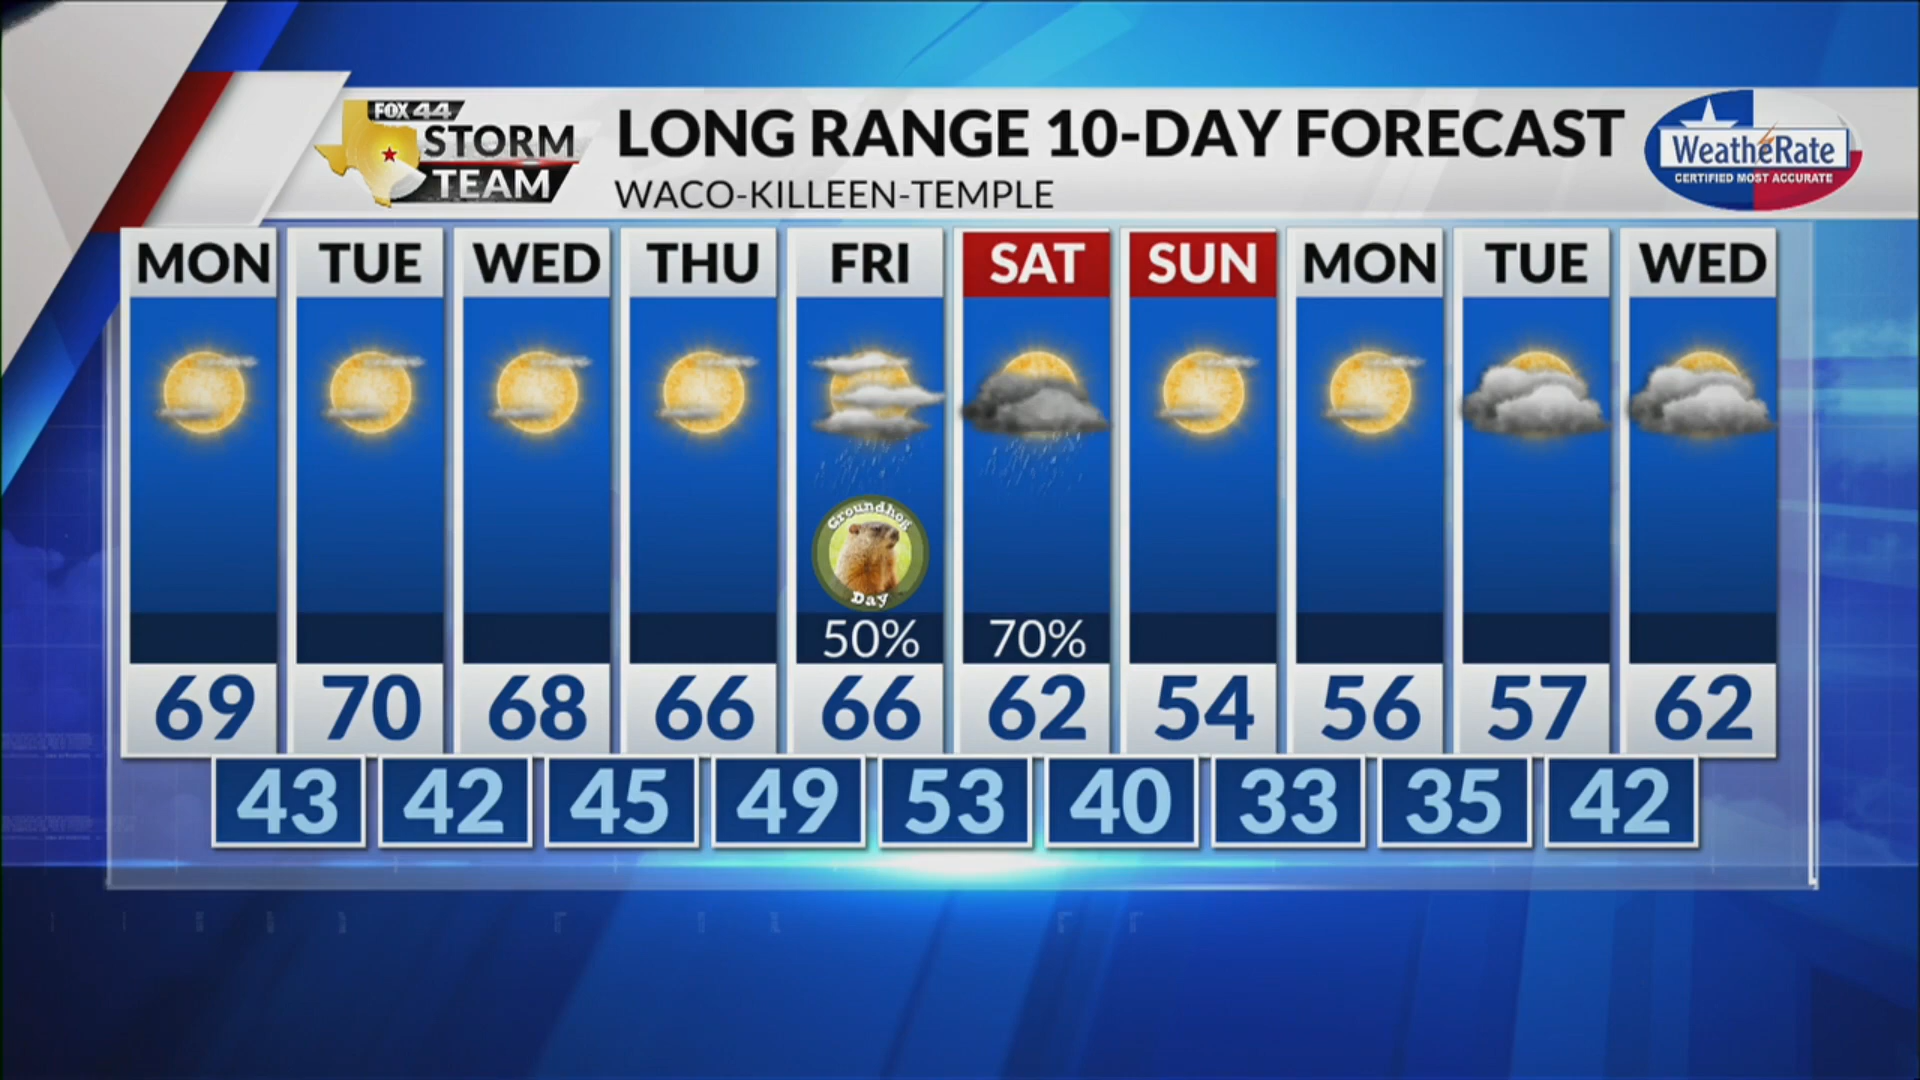 FOX 44
STORM
TEAM
LONG RANGE 10-DAY FORECAST
WACO-KILLEEN-TEMPLE
WeatheRate
CERTIFIED MOST ACCURATE
MON TUE WED THU FRI SAT SUN MON TUE WED
Groundhog
Day
50% 70%
69 70 68 66 66 62 54 56 57 62
43 42 45 49 53 40 33 35 42